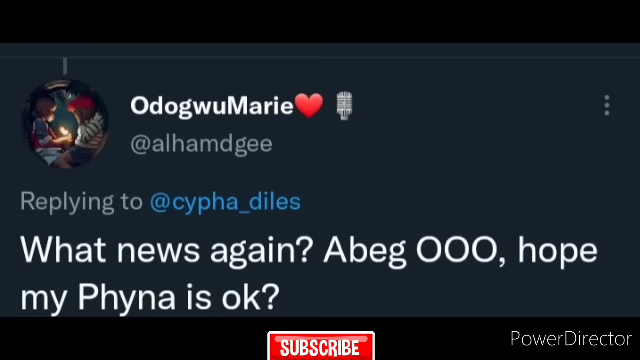 OdogwuMarie❤️ 🎙️
@alhamdgee
Replying to @cypha_diles
What news again? Abeg OOO, hope
my Phyna is ok?
SUBSCRIBE
PowerDirector